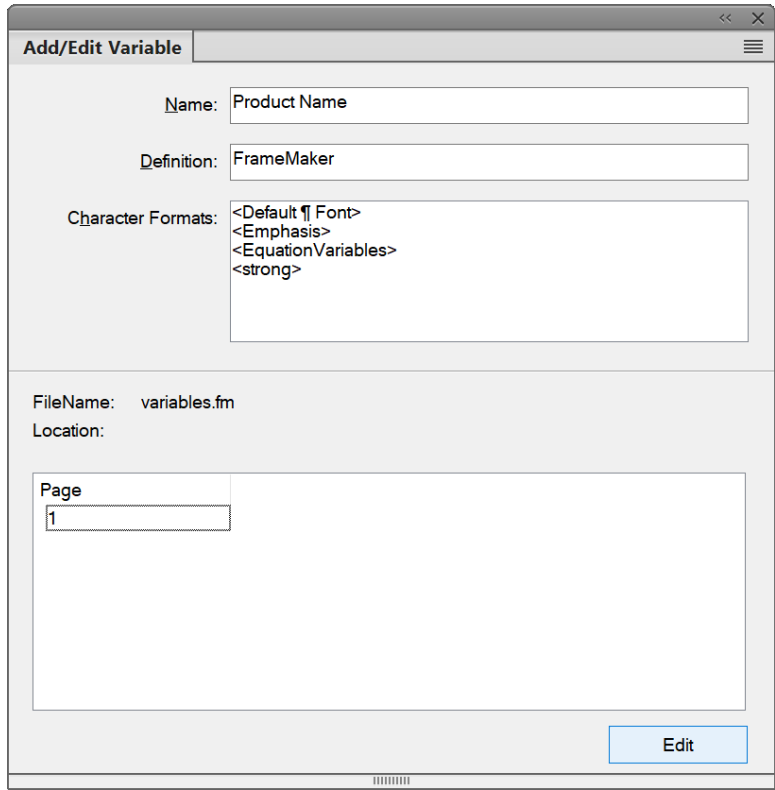 Add/Edit Variable
Name: Product Name
Definition: FrameMaker
Character Formats: <Default ¶ Font>
<Emphasis>
<EquationVariables>
<strong>
FileName: variables.fm
Location:
Page
1
Edit